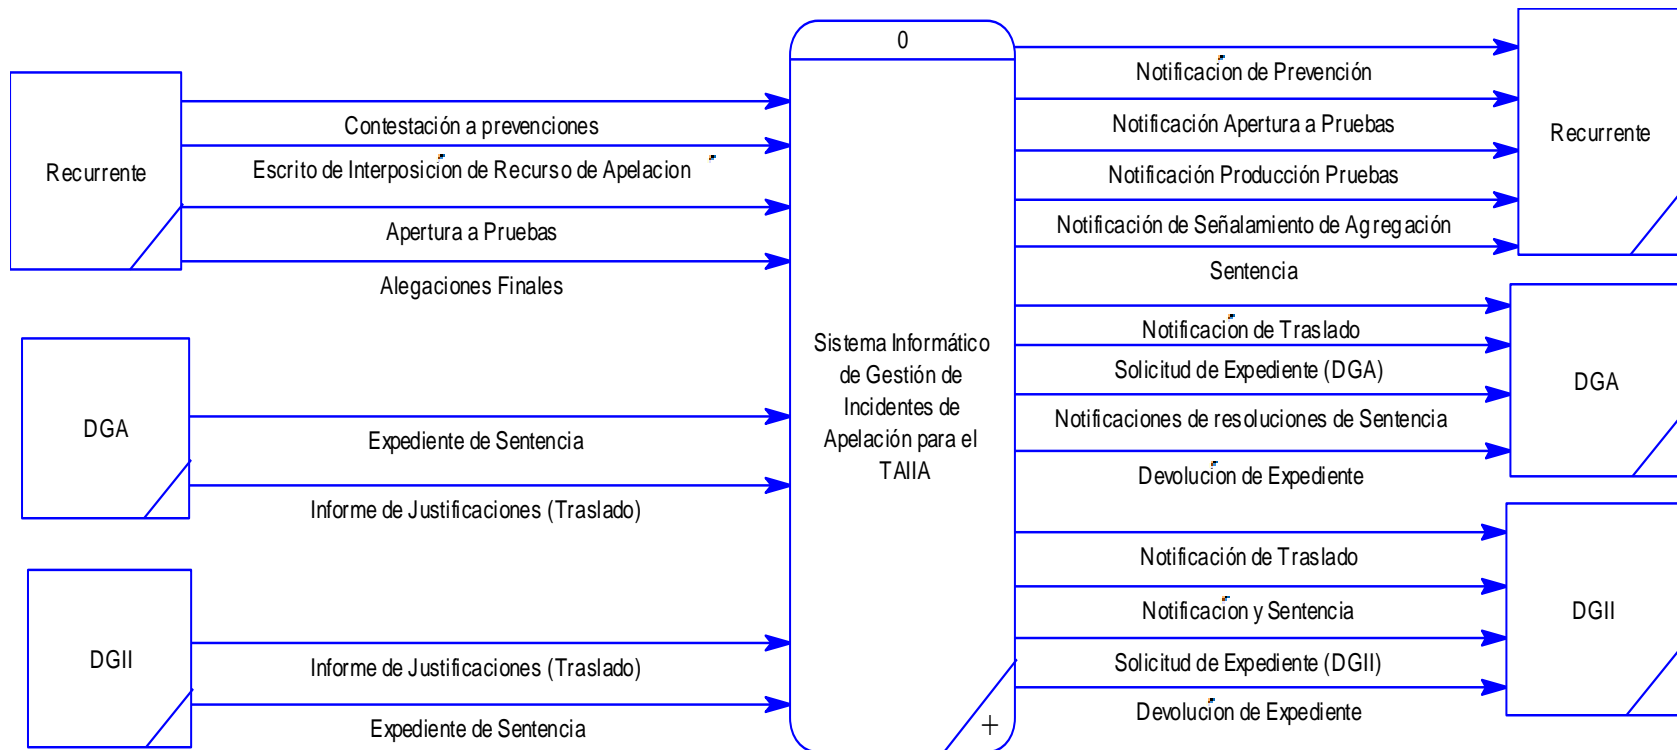 Recurrente
Contestación a prevenciones
Escrito de Interposición de Recurso de Apelacion
Apertura a Pruebas
Alegaciones Finales
DGA
Expediente de Sentencia
Informe de Justificaciones (Traslado)
DGII
Informe de Justificaciones (Traslado)
Expediente de Sentencia
0
Sistema Informático
de Gestión de
Incidentes de
Apelación para el
TAIIA
+
Notificación de Prevención
Notificación Apertura a Pruebas
Notificación Producción Pruebas
Notificación de Señalamiento de Agregación
Sentencia
Recurrente
Notificación de Traslado
Solicitud de Expediente (DGA)
Notificaciones de resoluciones de Sentencia
Devolución de Expediente
DGA
Notificación de Traslado
Notificación y Sentencia
Solicitud de Expediente (DGII)
Devolución de Expediente
DGII